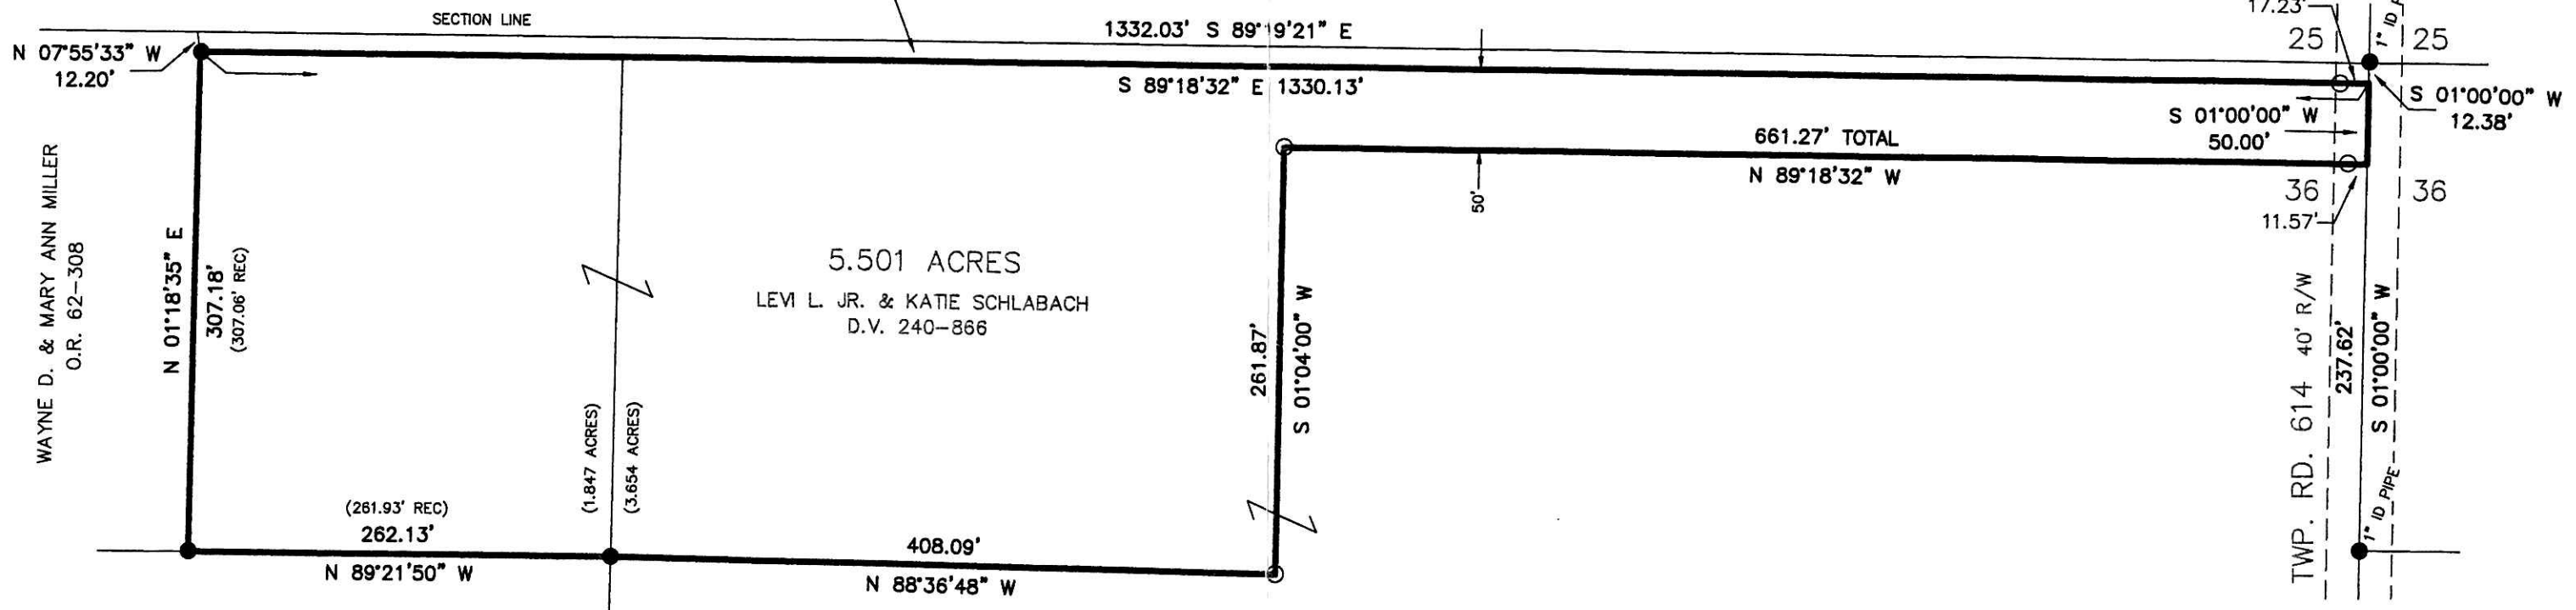 SECTION LINE
1332.03' S 89°19'21" E
17.23'
N 07°55'33" W
12.20'
25
25
S 89°18'32" E 1330.13'
S 01°00'00" W
12.38'
S 01°00'00" W
50.00'
661.27' TOTAL
N 89°18'32" W
50'
36
36
11.57'
WAYNE D. & MARY ANN MILLER
O.R. 62-308
N 01°18'35" E
307.18'
(307.06' REC)
5.501 ACRES
LEVI L. JR. & KATIE SCHLABACH
D.V. 240-866
261.87'
S 01°04'00" W
TWP. RD. 614 40' R/W
237.62'
S 01°00'00" W
(1.847 ACRES)
(3.654 ACRES)
(261.93' REC)
262.13'
N 89°21'50" W
408.09'
N 88°36'48" W
1" ID PIPE
1" ID